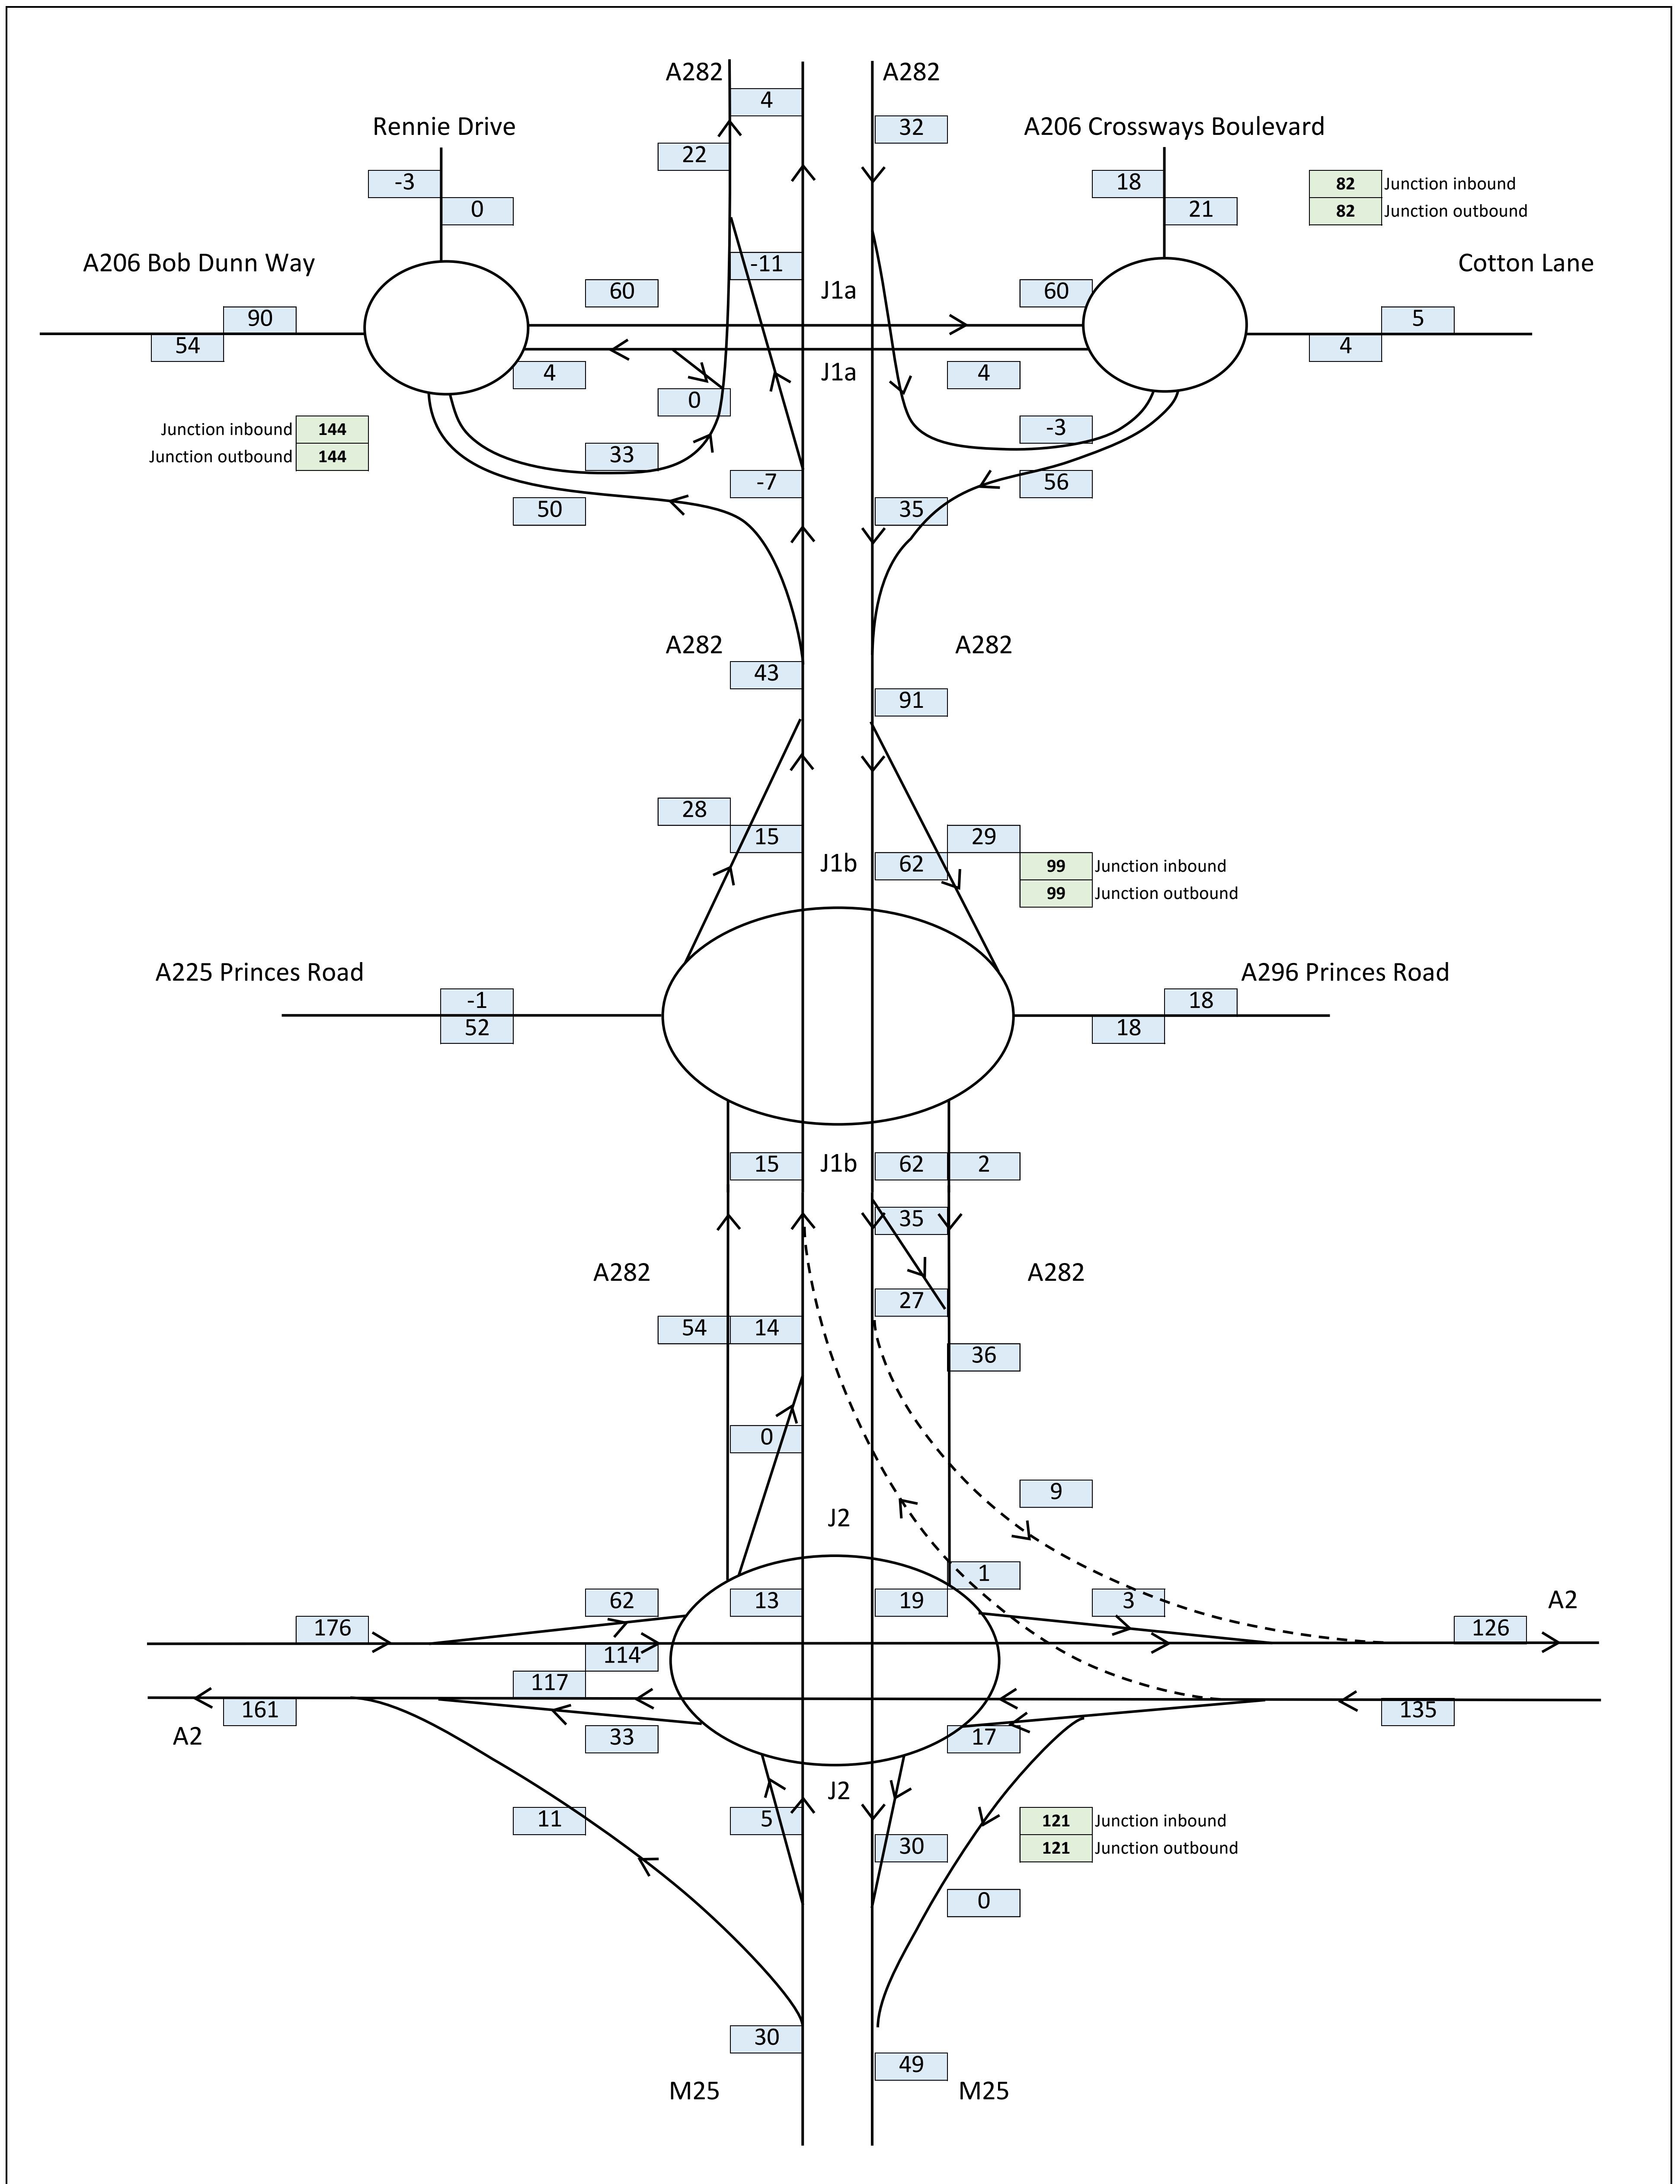 A282
A282
4
32
Rennie Drive
A206 Crossways Boulevard
22
-3
18
82 Junction inbound
0
21
82 Junction outbound
A206 Bob Dunn Way
-11
Cotton Lane
60
J1a
60
90
5
54
4
4
J1a
4
0
Junction inbound 144
-3
Junction outbound 144
33
-7
56
50
35
A282
A282
43
91
28
15
29
J1b
62
99 Junction inbound
99 Junction outbound
A225 Princes Road
A296 Princes Road
-1
18
52
18
15
J1b
62
2
35
A282
A282
27
54
14
36
0
9
J2
1
62
13
19
3
A2
176
126
114
117
161
135
A2
33
17
J2
11
5
121 Junction inbound
30
121 Junction outbound
0
30
49
M25
M25